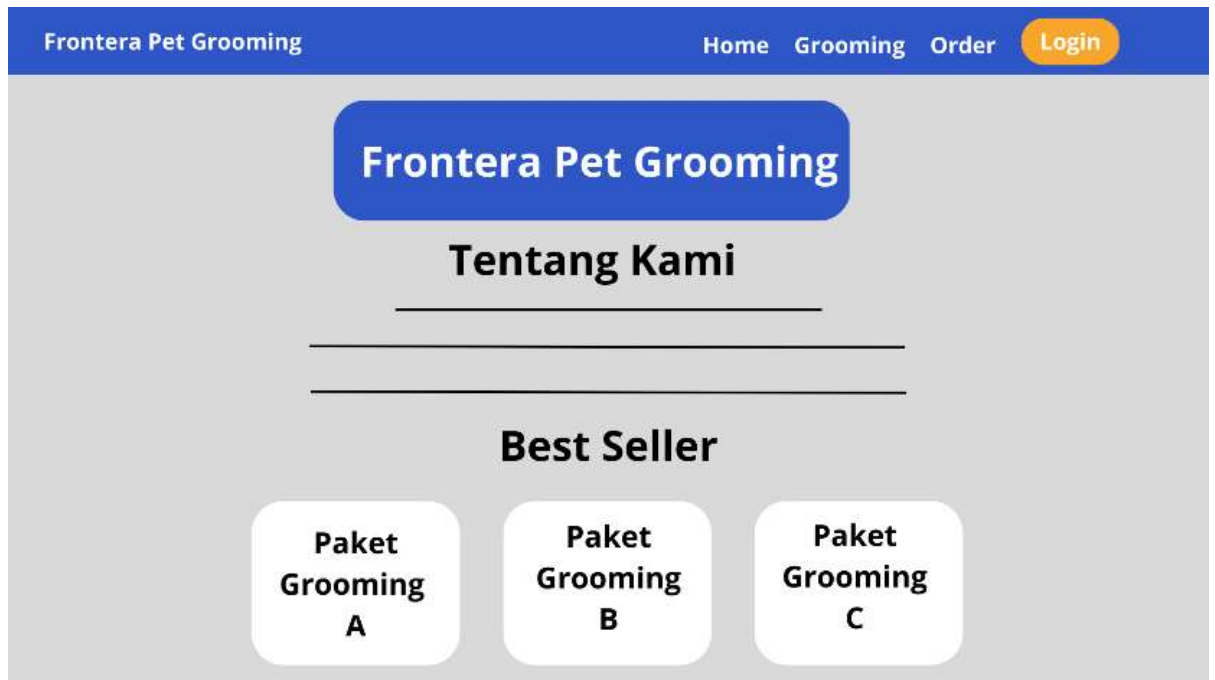 Frontera Pet Grooming
Home Grooming Order Login
Frontera Pet Grooming
Tentang Kami
Best Seller
Paket
Grooming
A
Paket
Grooming
B
Paket
Grooming
C